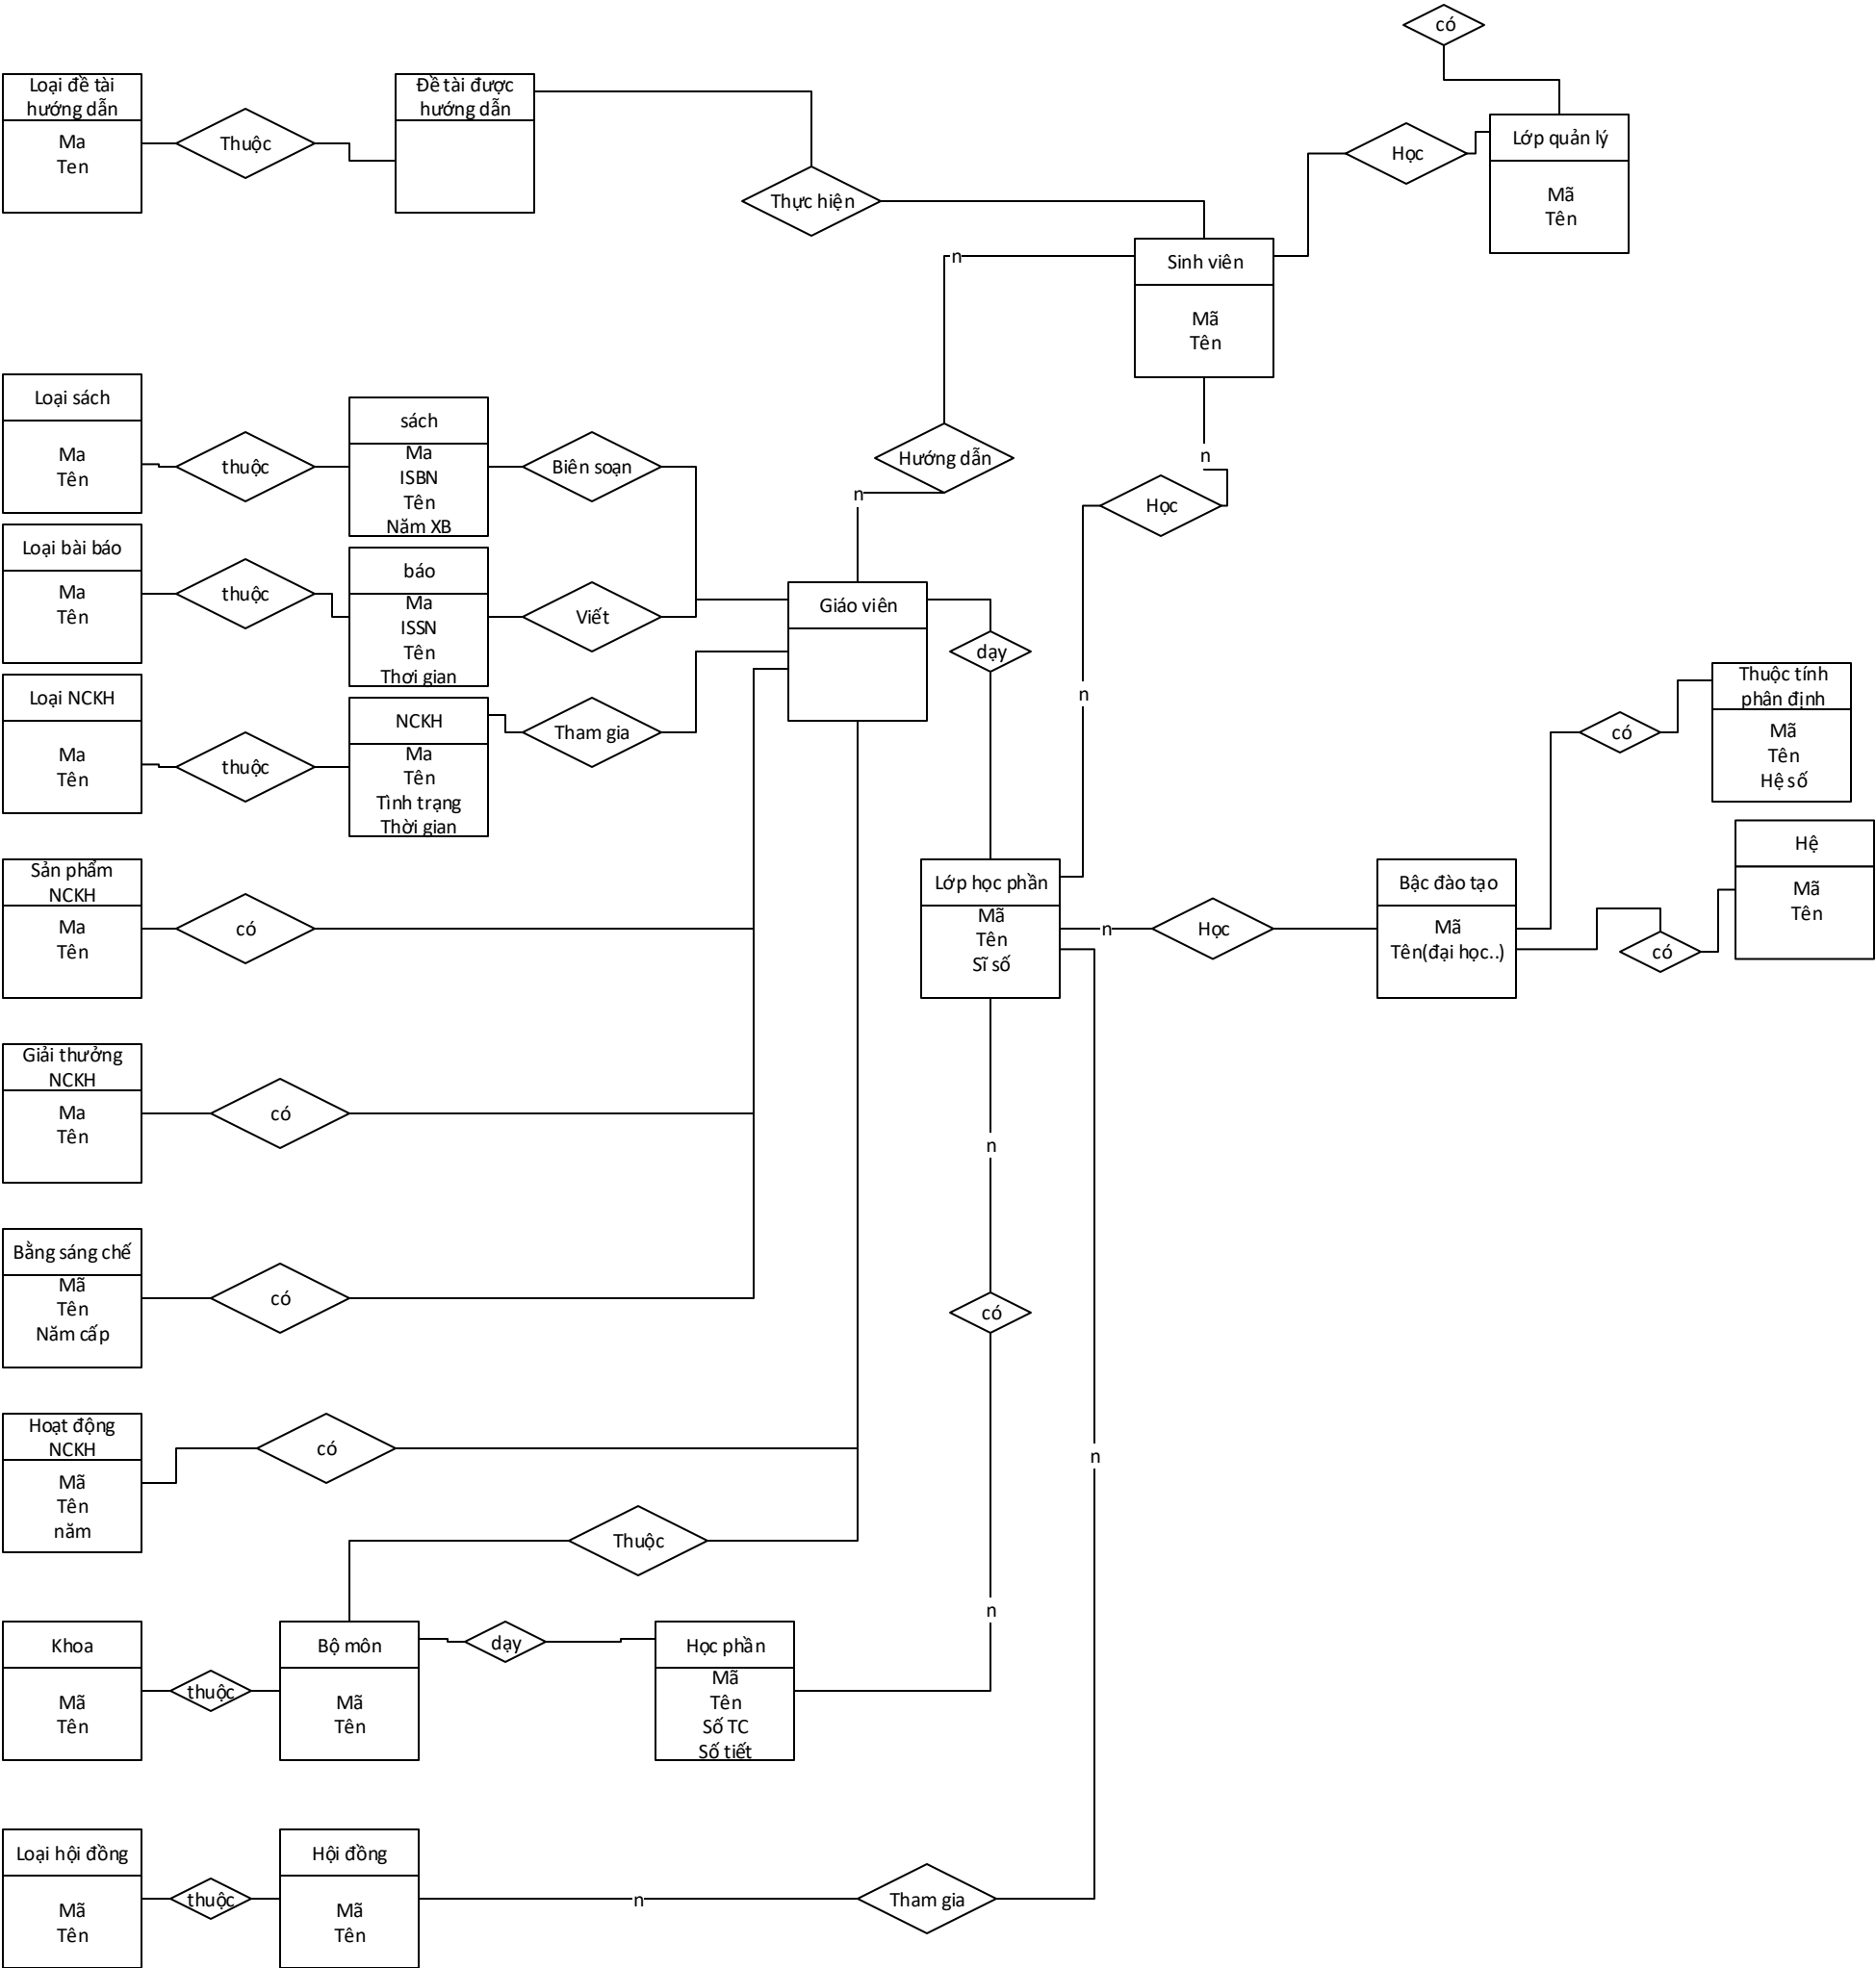 có
Loại đề tài
hướng dẫn
Ma
Ten
Thuộc
Đề tài được
hướng dẫn
Thực hiện
Học
Lớp quản lý
Mã
Tên
n
Sinh viên
Mã
Tên
n
Học
Hướng dẫn
n
Loại sách
Ma
Tên
thuộc
sách
Ma
ISBN
Tên
Năm XB
Biên soạn
Loại bài báo
Ma
Tên
thuộc
báo
Ma
ISSN
Tên
Thơi gian
Viết
Giáo viên
dạy
n
Loại NCKH
Ma
Tên
thuộc
NCKH
Ma
Tên
Tình trạng
Thời gian
Tham gia
có
Thuộc tính
phân định
Mã
Tên
Hệ số
Sản phẩm
NCKH
Ma
Tên
có
Lớp học phần
Mã
Tên
Sĩ số
n
Học
Bậc đào tạo
Mã
Tên(đại học..)
có
Hệ
Mã
Tên
Giải thưởng
NCKH
Ma
Tên
có
n
Bằng sáng chế
Mã
Tên
Năm cấp
có
có
Hoạt động
NCKH
Mã
Tên
năm
có
n
Thuộc
n
Khoa
Mã
Tên
thuộc
Bộ môn
Mã
Tên
dạy
Học phần
Mã
Tên
Số TC
Số tiết
Loại hội đồng
Mã
Tên
thuộc
Hội đồng
Mã
Tên
n
Tham gia